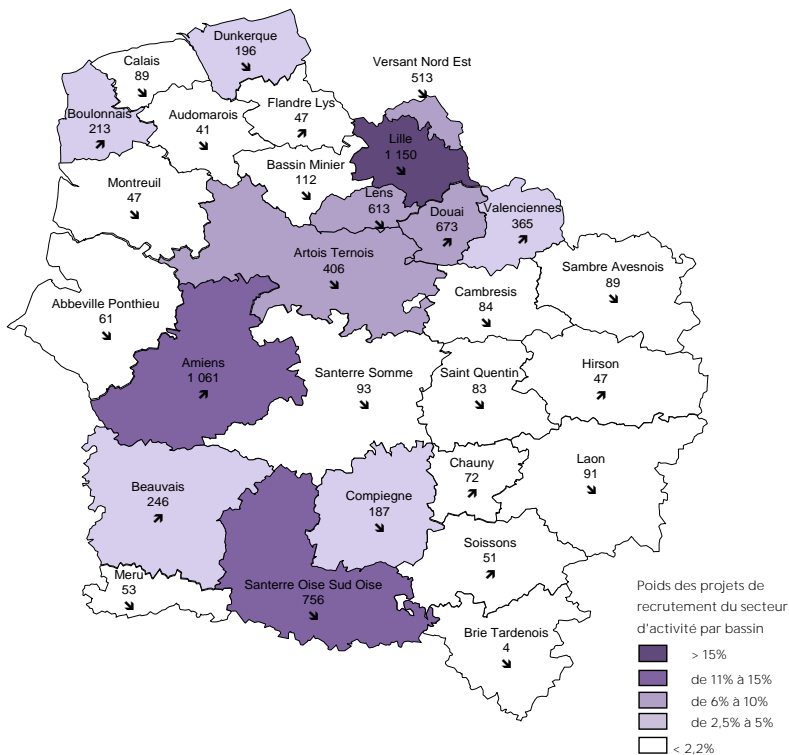 Dunkerque
196
Calais
89
Versant Nord Est
513
Boulonnais
213
Audomarois
41
Flandre Lys
47
Lille
1 150
Bassin Minier
112
Montreuil
47
Lens
613
Douai
673
Valenciennes
365
Artois Ternois
406
Sambre Avesnois
89
Cambresis
84
Abbeville Ponthieu
61
Amiens
1 061
Santerre Somme
93
Saint Quentin
83
Hirson
47
Beauvais
246
Compiegne
187
Chauny
72
Laon
91
Soissons
51
Meru
53
Santerre Oise Sud Oise
756
Brie Tardenois
4
Poids des projets de
recrutement du secteur
d'activité par bassin
> 15%
de 11% à 15%
de 6% à 10%
de 2,5% à 5%
< 2,2%